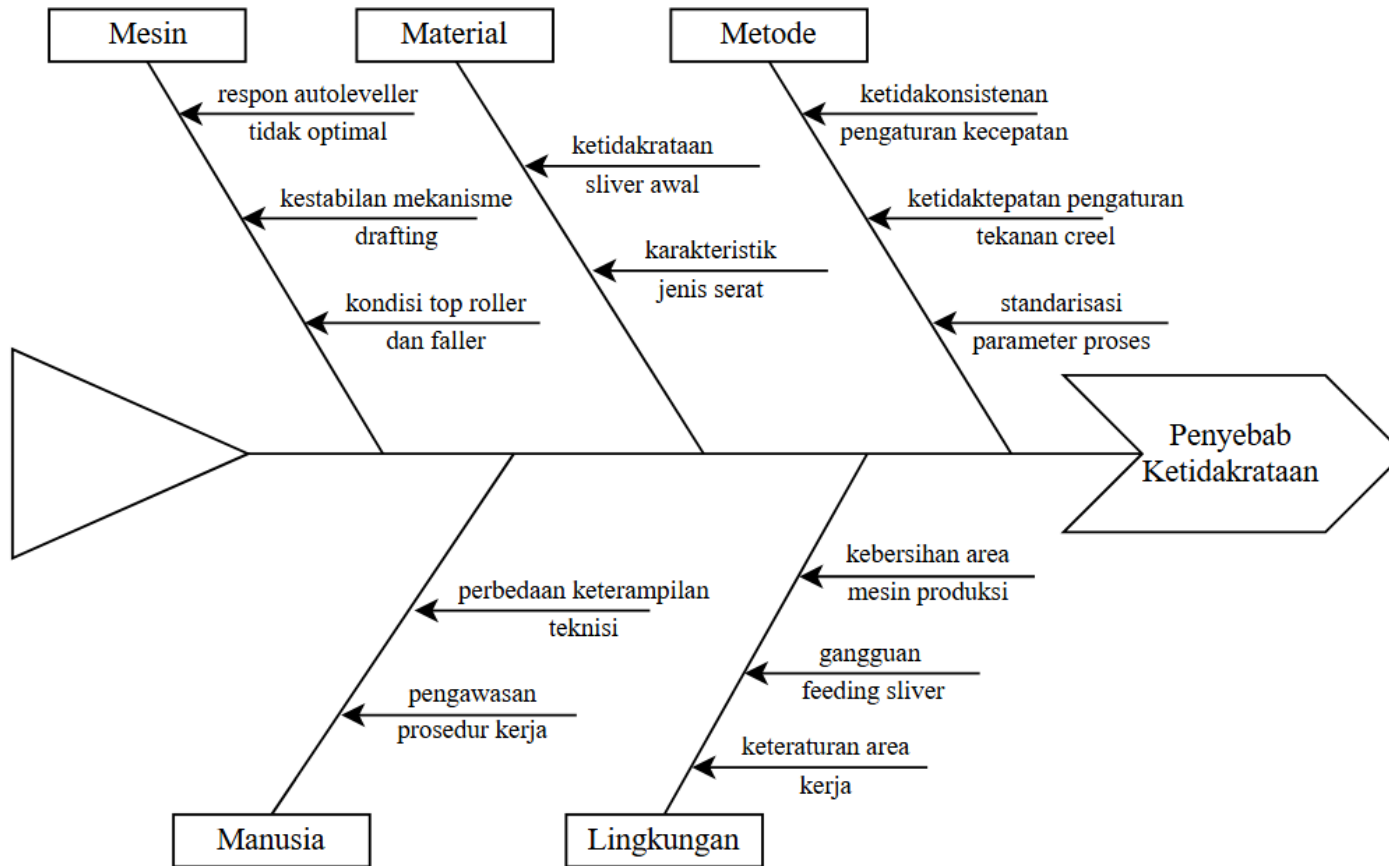 Mesin
Material
Metode
respon autoleveller
tidak optimal
kestabilan mekanisme
drafting
kondisi top roller
dan faller
ketidakrataan
sliver awal
karakteristik
jenis serat
ketidakonsistenan
pengaturan kecepatan
ketidaktepatan pengaturan
tekanan creel
standarisasi
parameter proses
Penyebab
Ketidakrataan
perbedaan keterampilan
teknisi
pengawasan
prosedur kerja
kebersihan area
mesin produksi
gangguan
feeding sliver
keteraturan area
kerja
Manusia
Lingkungan